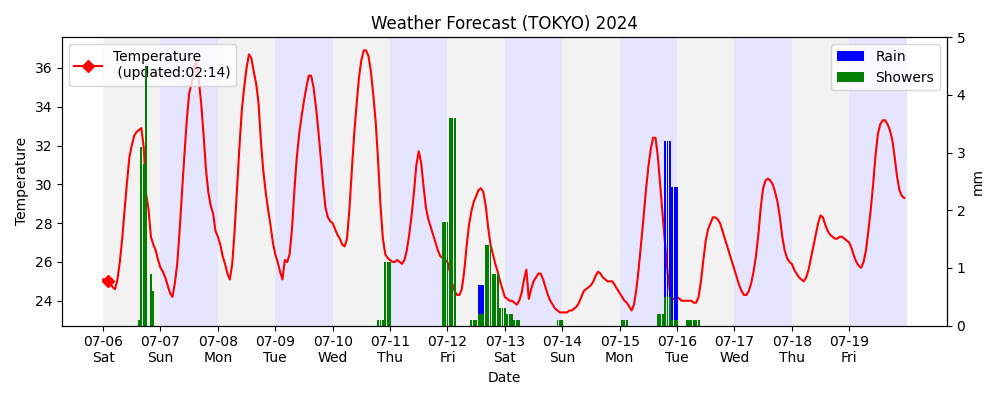 Weather Forecast (TOKYO) 2024
Temperature
(updated:02:14)
Rain
Showers
Temperature
36
34
32
30
28
26
24
5
4
3
2
1
0
mm
07-06 07-07 07-08 07-09 07-10 07-11 07-12 07-13 07-14 07-15 07-16 07-17 07-18 07-19
Sat Sun Mon Tue Wed Thu Fri Sat Sun Mon Tue Wed Thu Fri
Date